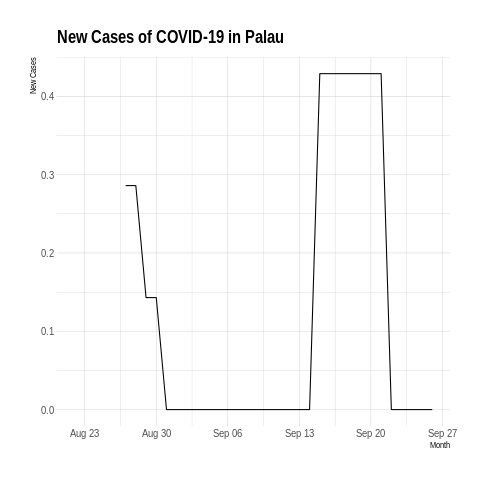 New Cases of COVID-19 in Palau
New Cases
0.4
0.3
0.2
0.1
0.0
Aug 23 Aug 30 Sep 06 Sep 13 Sep 20 Sep 27
Month